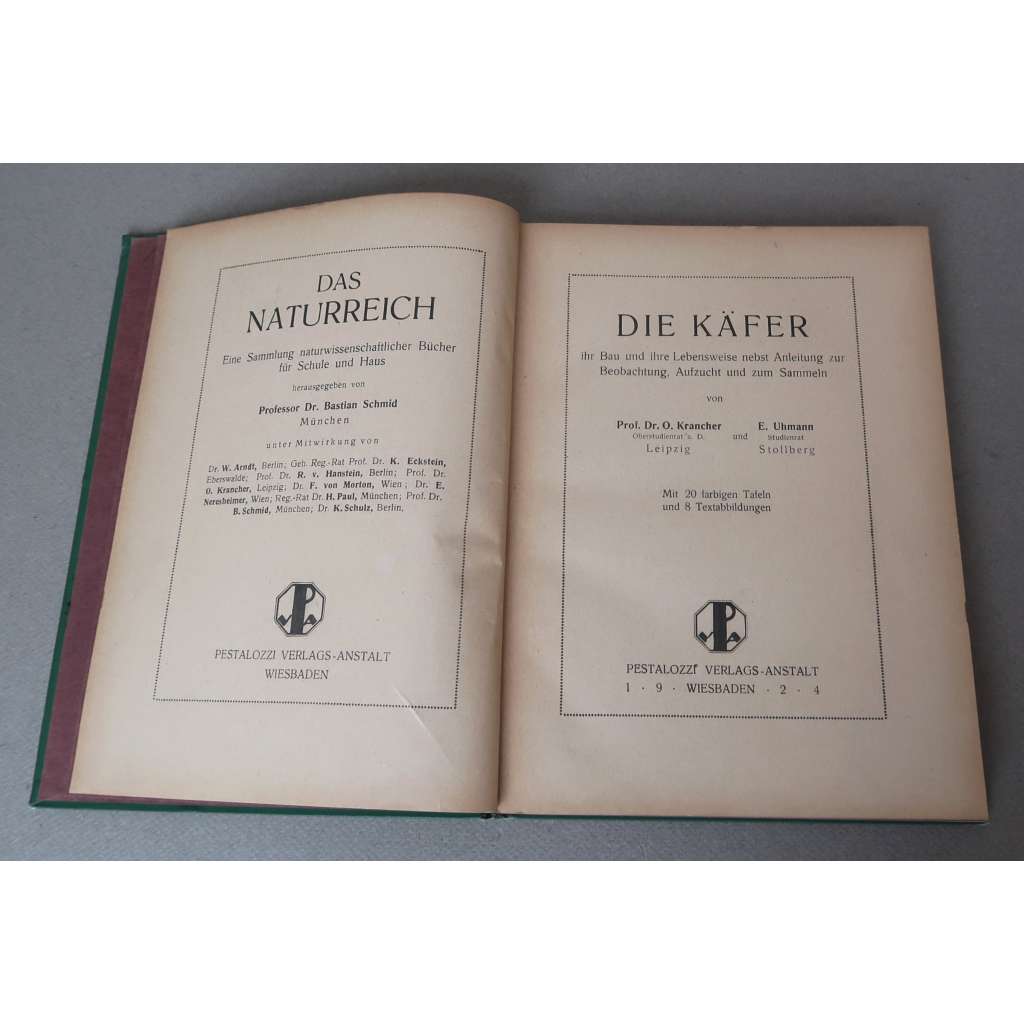 DAS
NATURREICH
Eine Sammlung naturwissenschaftlicher Bücher
für Schule und Haus
herausgegeben von
Professor Dr. Bastian Schmid
München
unter Mitwirkung von
Dr. W. Arndt, Berlin; Geh. Reg.-Rat Prof. Dr. K. Eckstein,
Eberswalde; Prof. Dr. R. v. Hanstein, Berlin; Prof. Dr.
O. Krancher, Leipzig; Dr. F. von Morton, Wien; Dr. E.
Neresheimer, Wien; Reg.-Rat Dr. H. Paul, München; Prof. Dr.
B. Schmid, München; Dr. K. Schulz, Berlin.
PVA
PESTALOZZI VERLAGS-ANSTALT
WIESBADEN
DIE KÄFER
ihr Bau und ihre Lebensweise nebst Anleitung zur
Beobachtung, Aufzucht und zum Sammeln
von
Prof. Dr. O. Krancher
Oberstudienrat a. D.
Leipzig
und
E. Uhmann
Studienrat
Stollberg
Mit 20 farbigen Tafeln
und 8 Textabbildungen
PVA
PESTALOZZI VERLAGS-ANSTALT
1 · 9 · WIESBADEN · 2 · 4